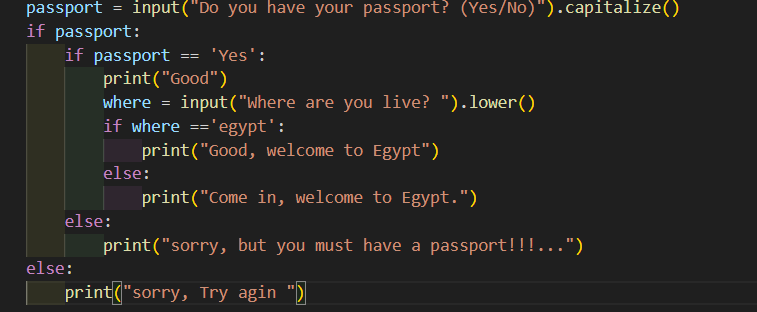 passport = input("Do you have your passport? (Yes/No)").capitalize()
if passport:
    if passport == 'Yes':
        print("Good")
        where = input("Where are you live? ").lower()
        if where =='egypt':
            print("Good, welcome to Egypt")
        else:
            print("Come in, welcome to Egypt.")
    else:
        print("sorry, but you must have a passport!!!...")
else:
    print("sorry, Try agin ")